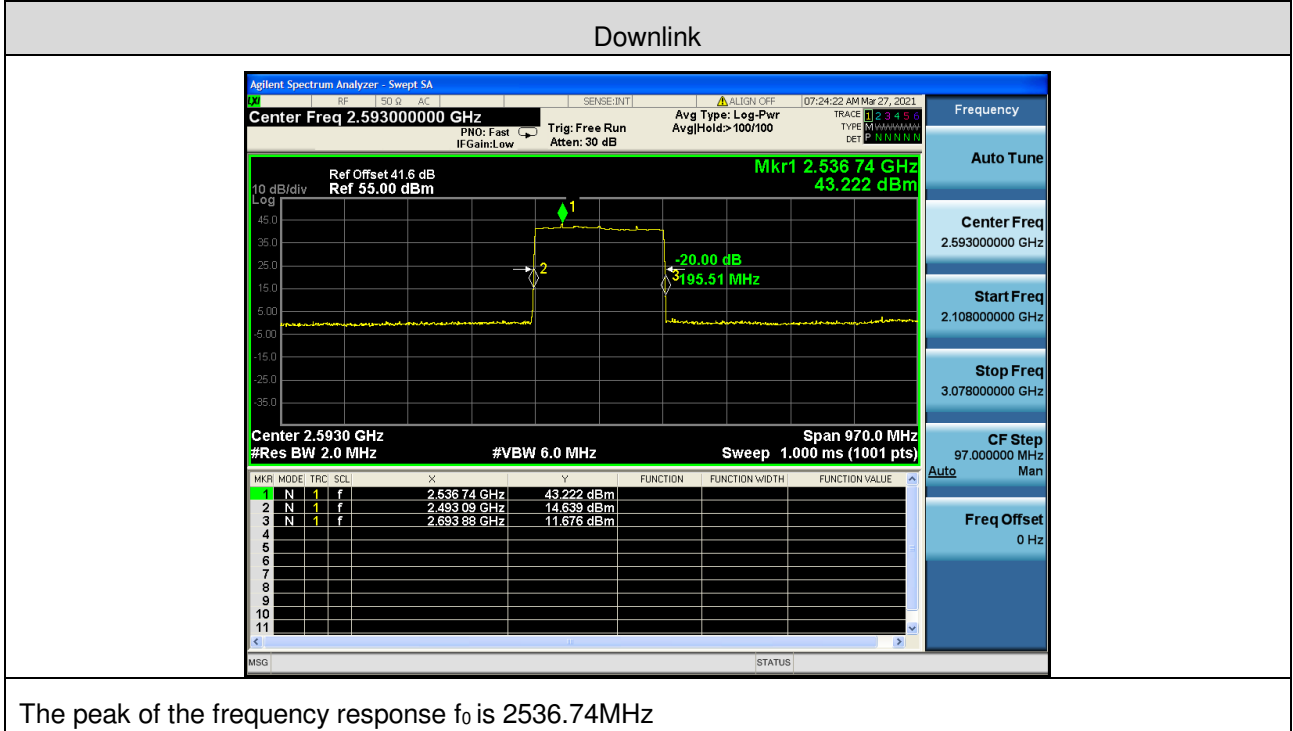 Downlink
Agilent Spectrum Analyzer - Swept SA
LXI RF 50 Ω AC SENSE:INT ALIGN OFF 07:24:22 AM Mar 27, 2021
Center Freq 2.593000000 GHz
PNO: Fast
IFGain:Low
Trig: Free Run
Atten: 30 dB
Avg Type: Log-Pwr
Avg|Hold:>100/100
TRACE 1 2 3 4 5 6
TYPE M WWWWW
DET P N N N N N
Frequency
Mkr1 2.536 74 GHz
43.222 dBm
Ref Offset 41.6 dB
10 dB/div Ref 55.00 dBm
Log
45.0
35.0
25.0
15.0
5.00
-5.00
-15.0
-25.0
-35.0
1
2
3
-20.00 dB
195.51 MHz
Center 2.5930 GHz Span 970.0 MHz
#Res BW 2.0 MHz #VBW 6.0 MHz Sweep 1.000 ms (1001 pts)
MKR MODE TRC SCL X Y FUNCTION FUNCTION WIDTH FUNCTION VALUE
1 N 1 f 2.536 74 GHz 43.222 dBm
2 N 1 f 2.493 09 GHz 14.639 dBm
3 N 1 f 2.693 88 GHz 11.676 dBm
4
5
6
7
8
9
10
11
MSG STATUS
Auto Tune
Center Freq
2.593000000 GHz
Start Freq
2.108000000 GHz
Stop Freq
3.078000000 GHz
CF Step
97.000000 MHz
Auto Man
Freq Offset
0 Hz
The peak of the frequency response f₀ is 2536.74MHz